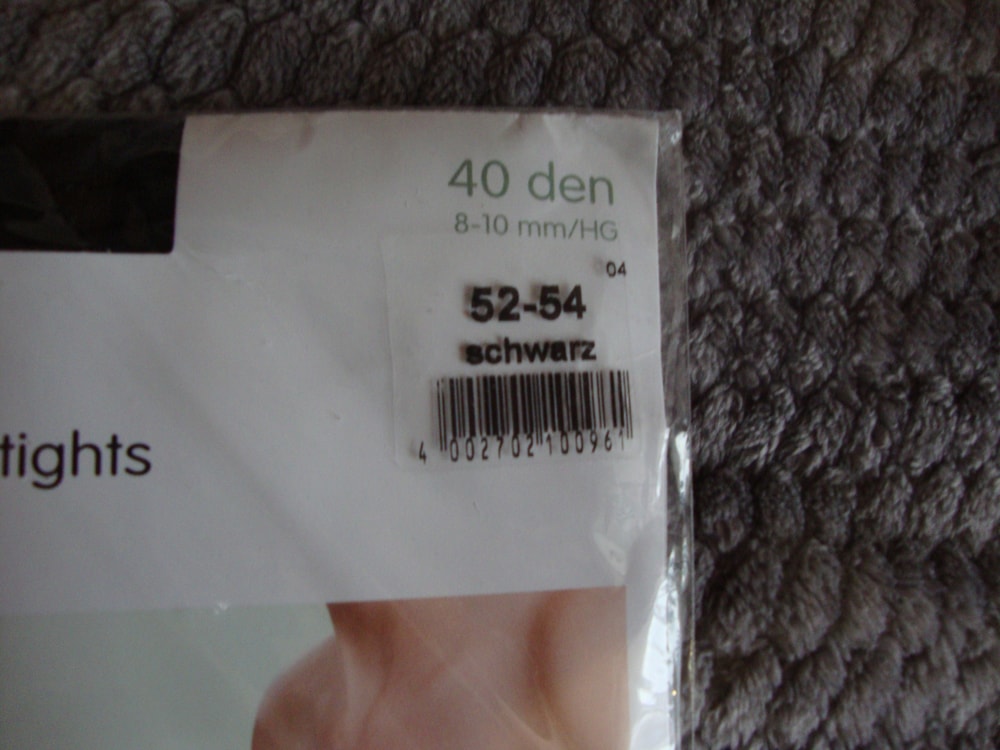 40 den
8-10 mm/HG
04
52-54
schwarz
4 002702 100961
tights